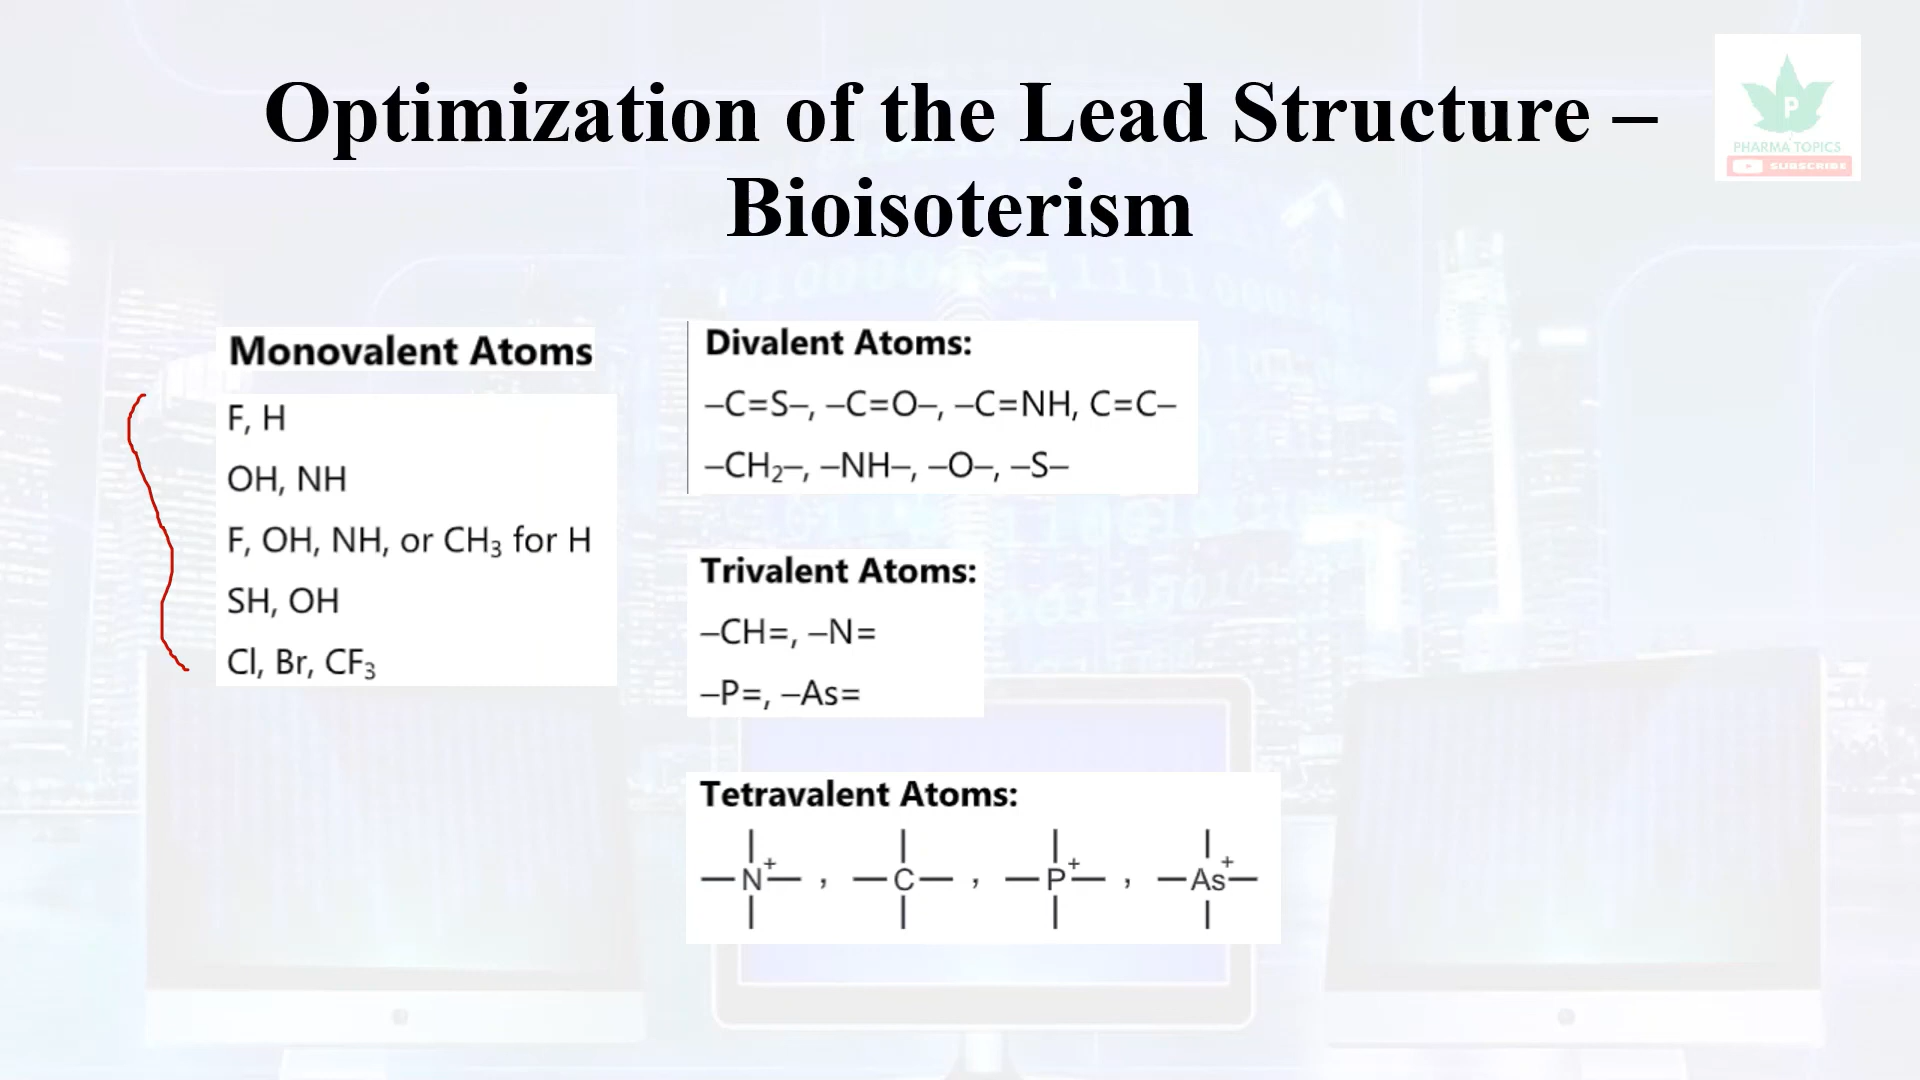 Optimization of the Lead Structure –
Bioisoterism
P
PHARMA TOPICS
SUBSCRIBE
Monovalent Atoms
F, H
OH, NH
F, OH, NH, or CH₃ for H
SH, OH
Cl, Br, CF₃
Divalent Atoms:
–C=S–, –C=O–, –C=NH, C=C–
–CH₂–, –NH–, –O–, –S–
Trivalent Atoms:
–CH=, –N=
–P=, –As=
Tetravalent Atoms:
—N⁺— , —C— , —P⁺— , —As⁺—